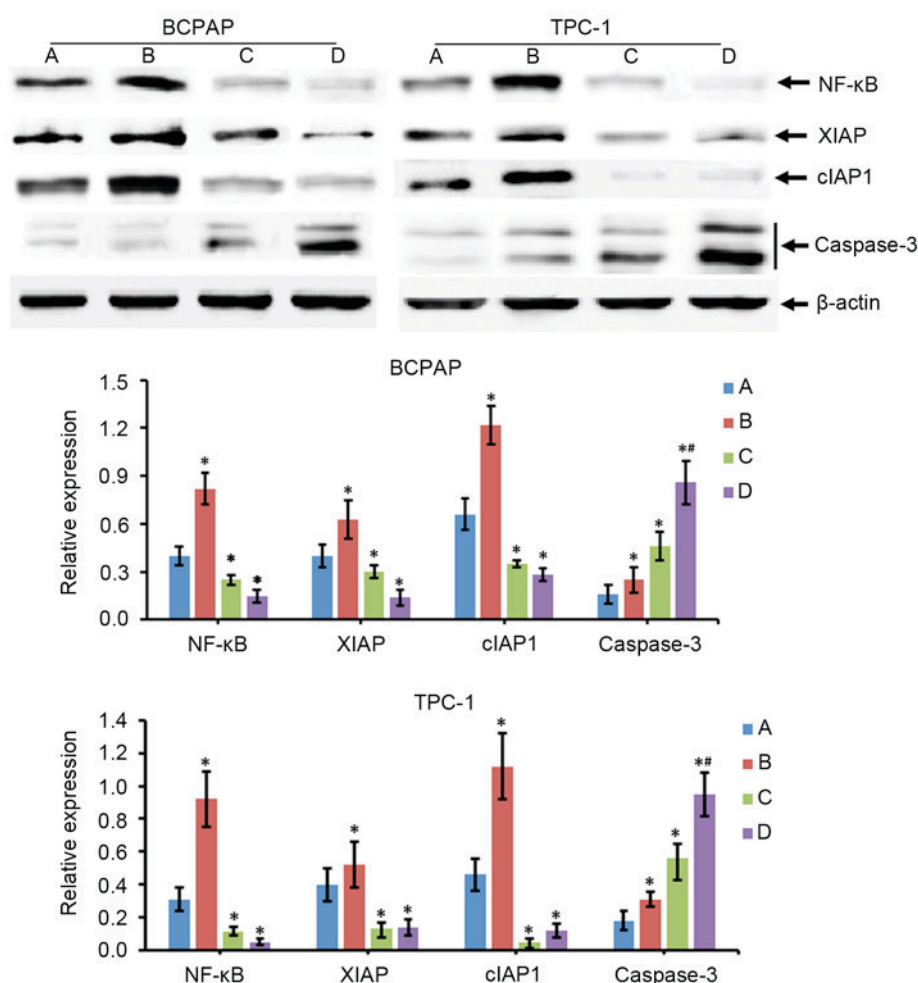 BCPAP
TPC-1
A B C D
A B C D
NF-κB
XIAP
cIAP1
Caspase-3
β-actin
BCPAP
Relative expression
1.5
1.2
0.9
0.6
0.3
0.0
* * * *
* * *
* * *
* * *#
NF-κB XIAP cIAP1 Caspase-3
A
B
C
D
TPC-1
Relative expression
1.4
1.2
1.0
0.8
0.6
0.4
0.2
0.0
* * *
* * *
* * *
* * *#
NF-κB XIAP cIAP1 Caspase-3
A
B
C
D